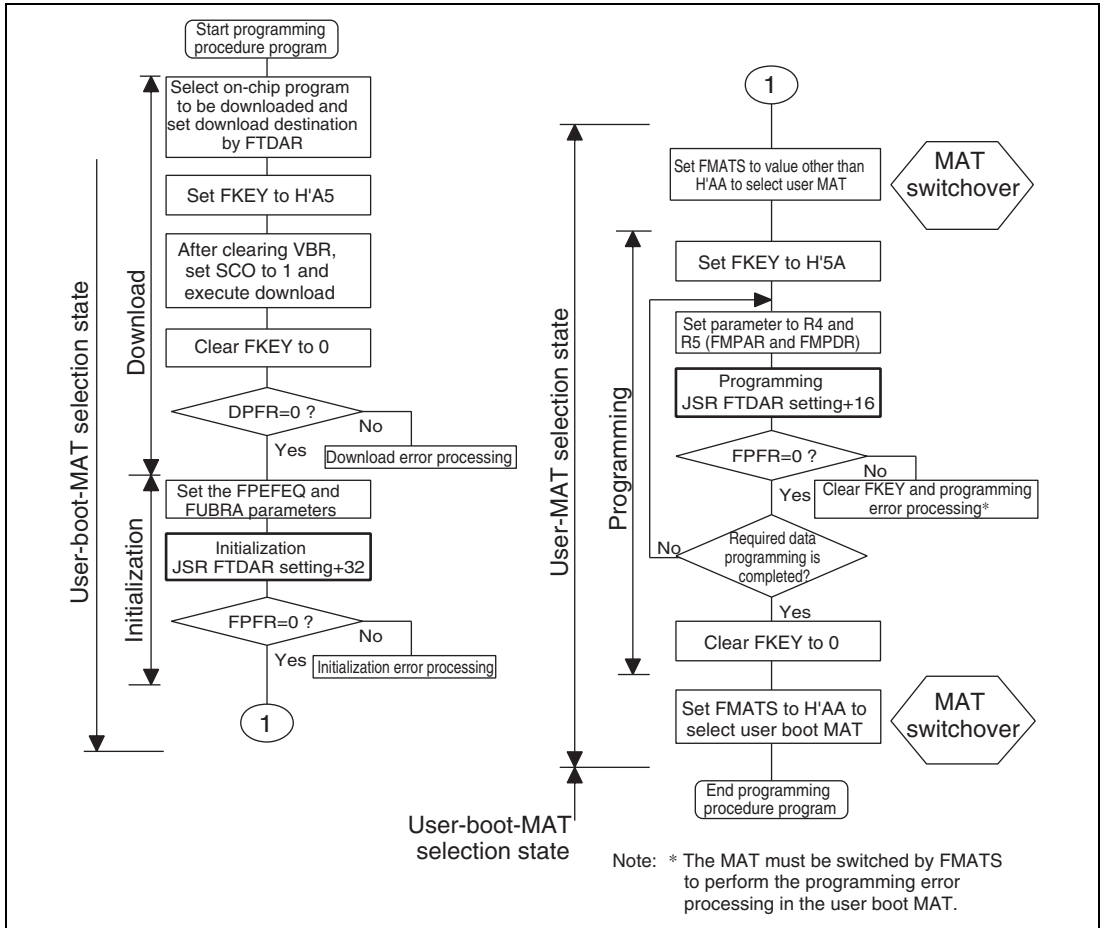 Start programming
procedure program
Select on-chip program
to be downloaded and
set download destination
by FTDAR
Set FKEY to H'A5
After clearing VBR,
set SCO to 1 and
execute download
Clear FKEY to 0
DPFR=0 ?
No
Yes
Download error processing
Set the FPEFEQ and
FUBRA parameters
Initialization
JSR FTDAR setting+32
FPFR=0 ?
No
Yes
Initialization error processing
1
Download
Initialization
User-boot-MAT selection state
1
Set FMATS to value other than
H'AA to select user MAT
MAT
switchover
Set FKEY to H'5A
Set parameter to R4 and
R5 (FMPAR and FMPDR)
Programming
JSR FTDAR setting+16
FPFR=0 ?
No
Yes
Clear FKEY and programming
error processing*
Required data
programming is
completed?
No
Yes
Clear FKEY to 0
Set FMATS to H'AA to
select user boot MAT
MAT
switchover
End programming
procedure program
Programming
User-MAT selection state
User-boot-MAT
selection state
Note: * The MAT must be switched by FMATS
to perform the programming error
processing in the user boot MAT.